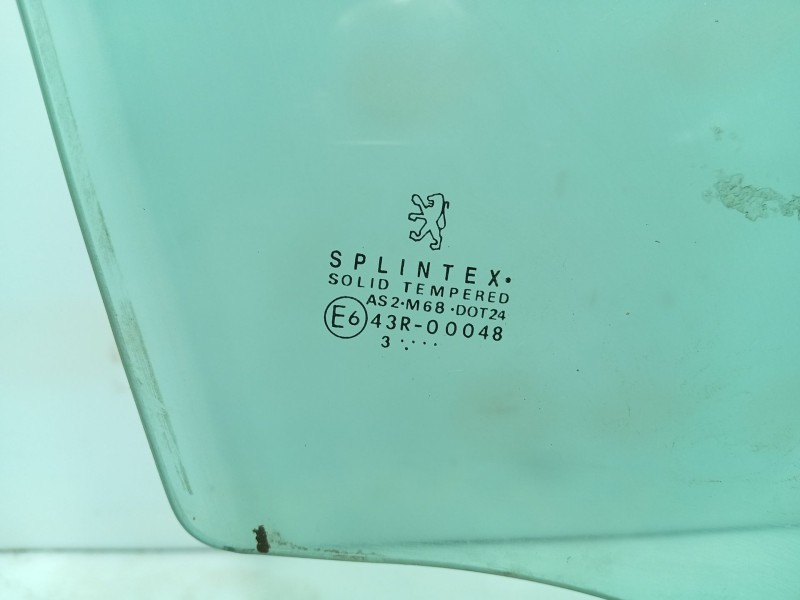 SPLINTEX.
SOLID TEMPERED
AS2·M68·DOT24
E6 43R-00048
3 ......